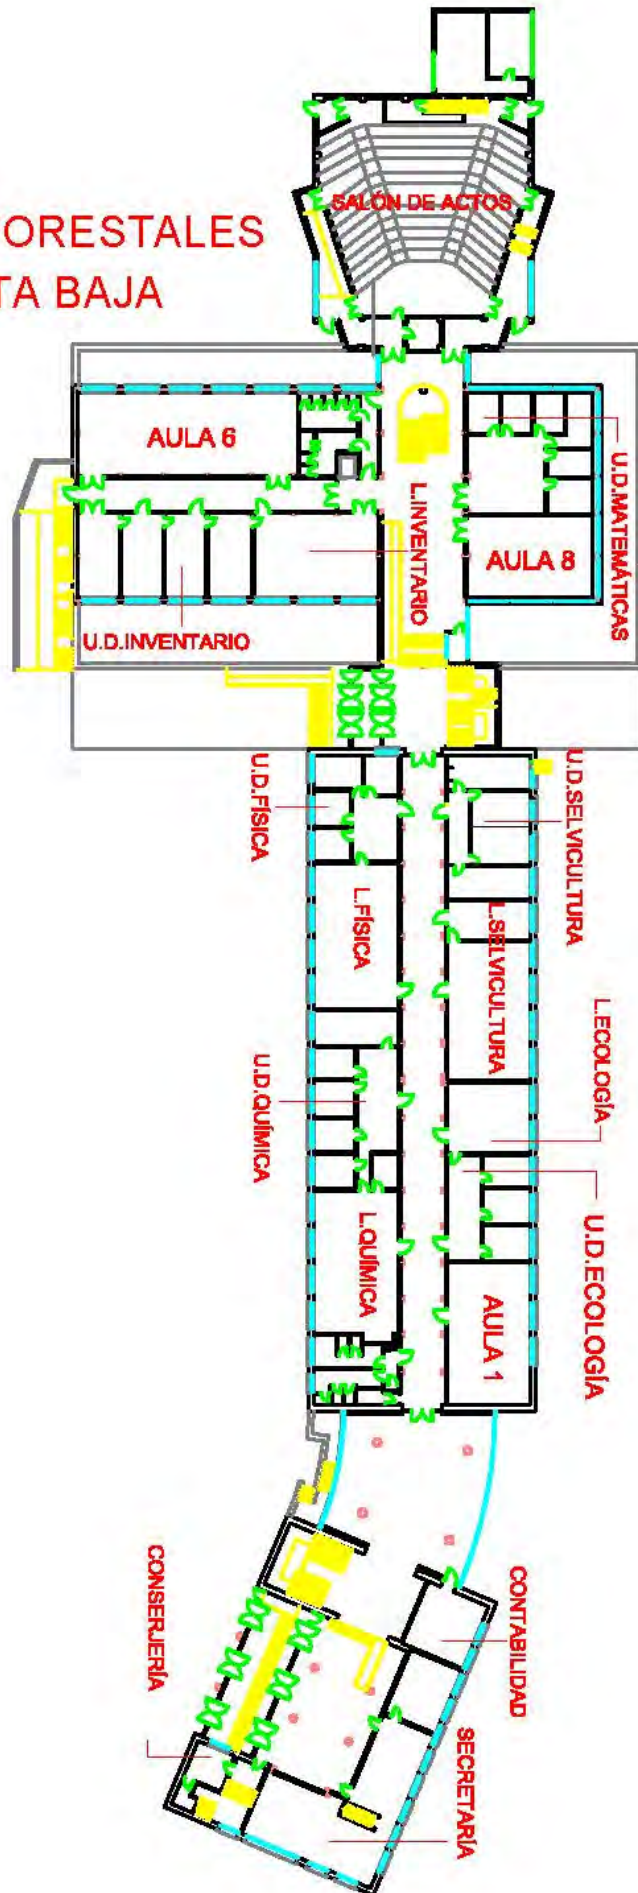 SALÓN DE ACTOS
ORESTALES
TA BAJA
AULA 6
L.INVENTARIO
U.D.MATEMÁTICAS
AULA 8
U.D.INVENTARIO
U.D.FÍSICA
U.D.SELVICULTURA
L.FÍSICA
L.SELVICULTURA
L.ECOLOGÍA
U.D.QUÍMICA
U.D.ECOLOGÍA
L.QUÍMICA
AULA 1
CONSERJERÍA
CONTABILIDAD
SECRETARÍA